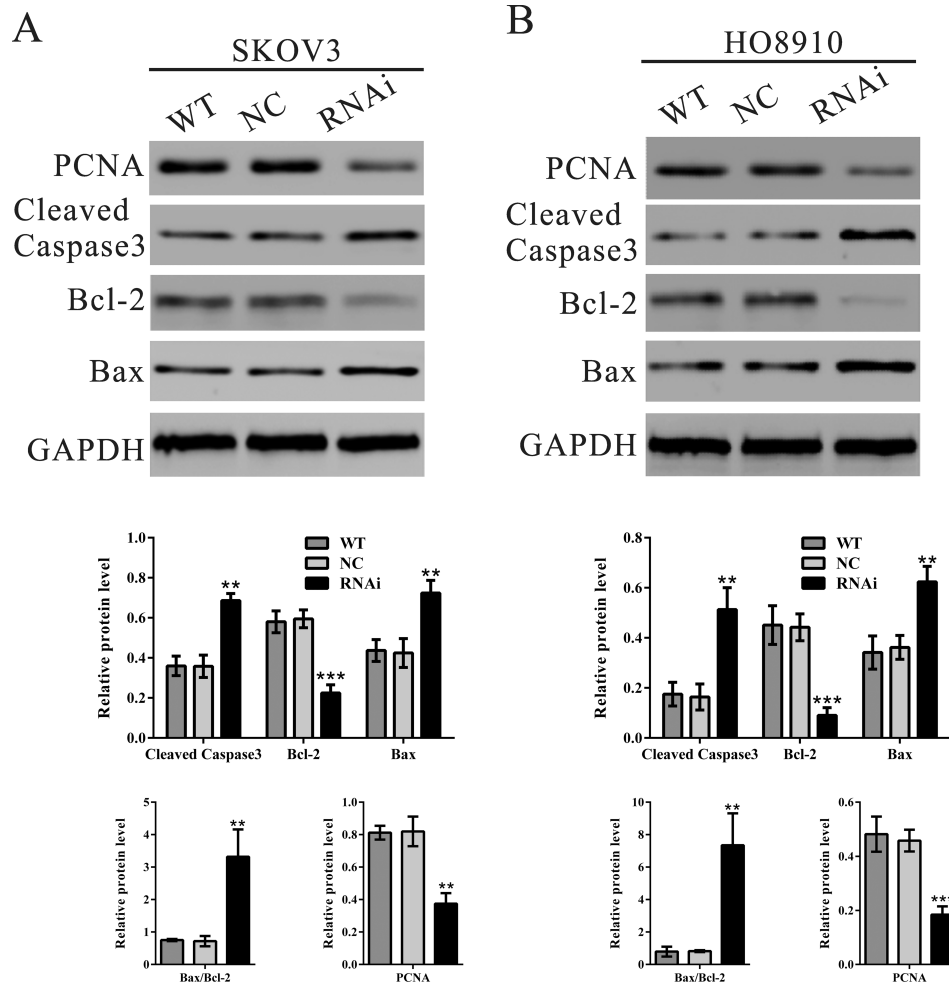 A
SKOV3
WT NC RNAi
PCNA
Cleaved
Caspase3
Bcl-2
Bax
GAPDH
Relative protein level
1.0
0.8
0.6
0.4
0.2
0.0
WT
NC
RNAi
** *** **
Cleaved Caspase3 Bcl-2 Bax
Relative protein level
5
4
3
2
1
0
**
Bax/Bcl-2
Relative protein level
1.0
0.8
0.6
0.4
0.2
0.0
**
PCNA
B
HO8910
WT NC RNAi
PCNA
Cleaved
Caspase3
Bcl-2
Bax
GAPDH
Relative protein level
0.8
0.6
0.4
0.2
0.0
WT
NC
RNAi
** *** **
Cleaved Caspase3 Bcl-2 Bax
Relative protein level
10
8
6
4
2
0
**
Bax/Bcl-2
Relative protein level
0.6
0.4
0.2
0.0
***
PCNA